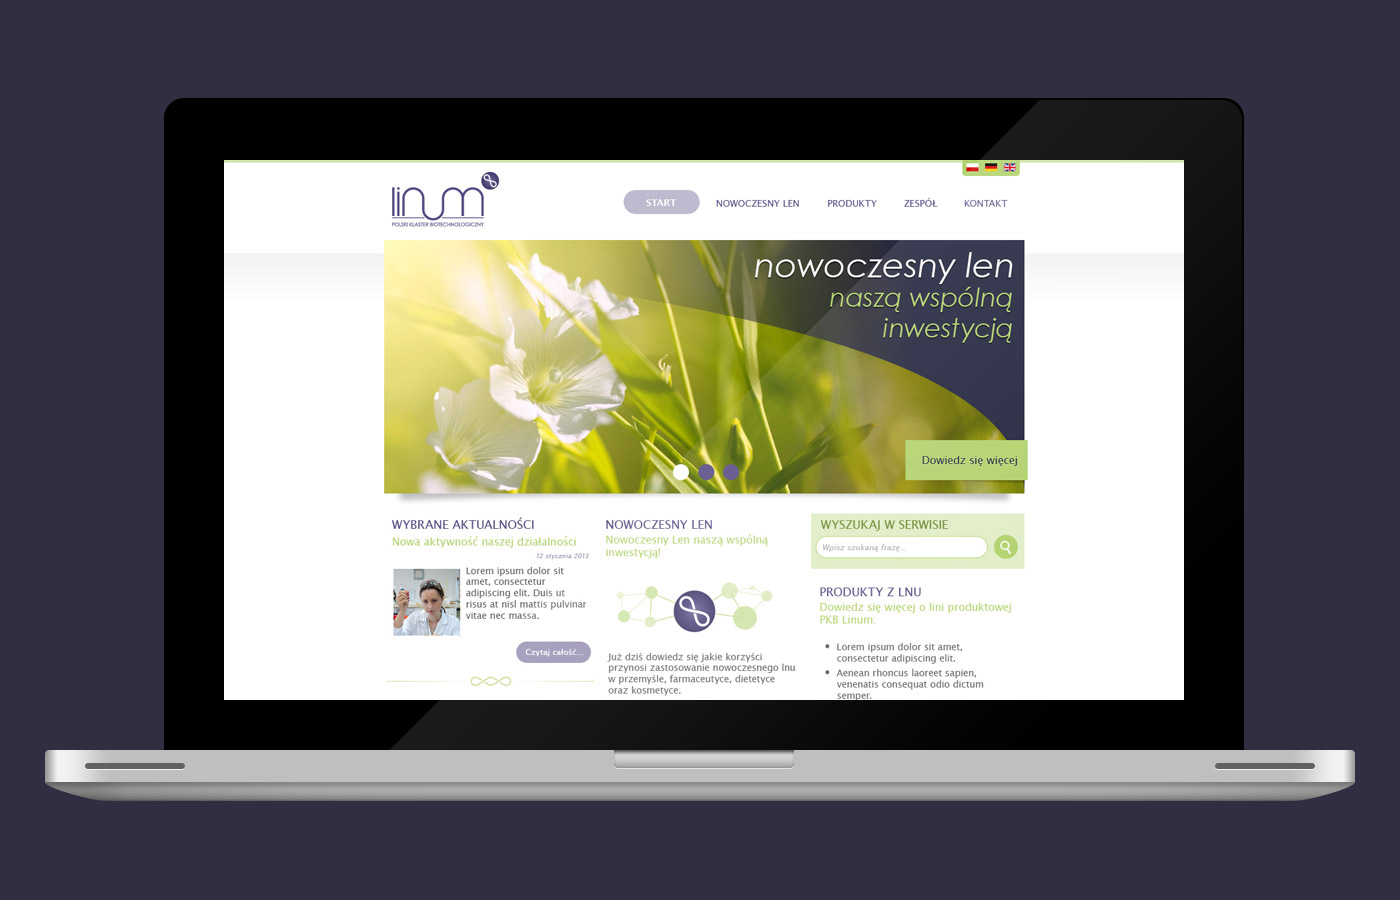 linum
POLSKI KLASTER BIOTECHNOLOGICZNY
START
NOWOCZESNY LEN
PRODUKTY
ZESPÓŁ
KONTAKT
nowoczesny len
naszą wspólną
inwestycją
Dowiedz się więcej
WYBRANE AKTUALNOŚCI
Nowa aktywność naszej działalności
12 stycznia 2013
Lorem ipsum dolor sit
amet, consectetur
adipiscing elit. Duis ut
risus at nisl mattis pulvinar
vitae nec massa.
Czytaj całość...
NOWOCZESNY LEN
Nowoczesny Len naszą wspólną
inwestycją!
Już dziś dowiedz się jakie korzyści
przynosi zastosowanie nowoczesnego lnu
w przemyśle, farmaceutyce, dietetyce
oraz kosmetyce.
WYSZUKAJ W SERWISIE
Wpisz szukaną frazę...
PRODUKTY Z LNU
Dowiedz się więcej o lini produktowej
PKB Linum:
• Lorem ipsum dolor sit amet,
consectetur adipiscing elit.
• Aenean rhoncus laoreet sapien,
venenatis consequat odio dictum
semper.